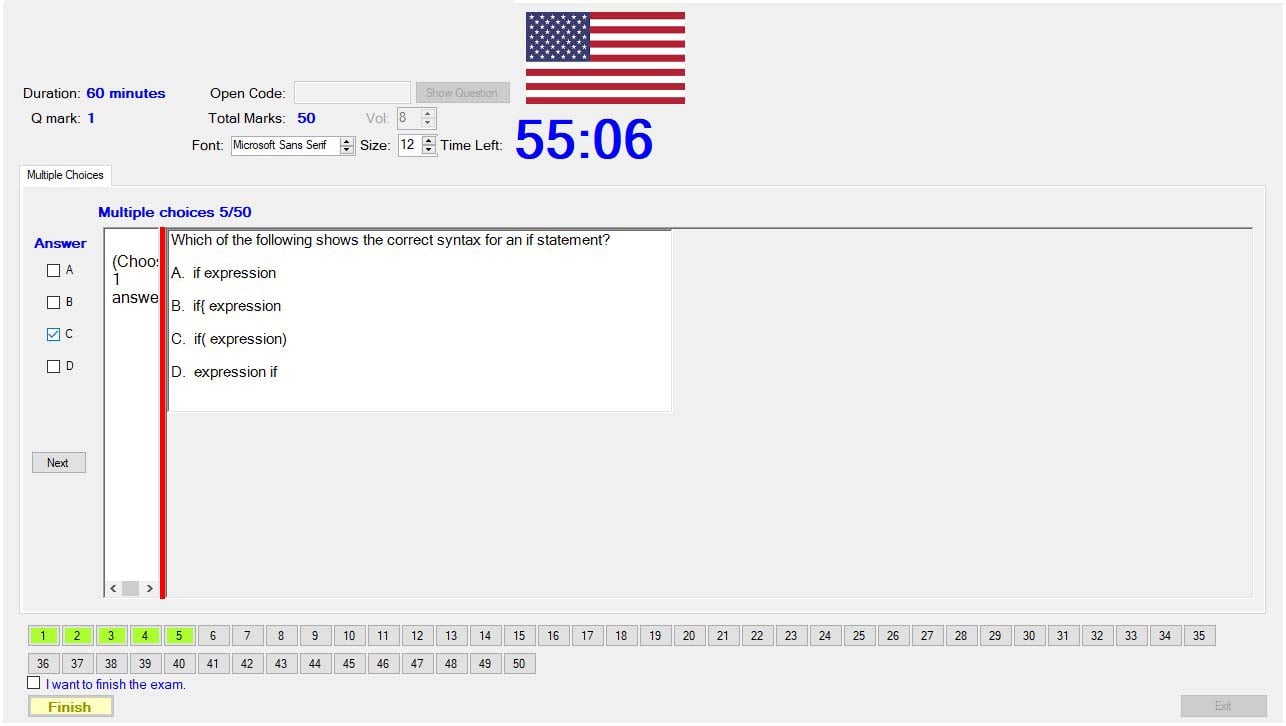 Duration: 60 minutes
Open Code:
Show Question
Q mark: 1
Total Marks: 50
Vol: 8
Font: Microsoft Sans Serif
Size: 12
Time Left: 55:06
Multiple Choices
Multiple choices 5/50
Answer
A
B
C
D
Next
(Choos
1
answe
Which of the following shows the correct syntax for an if statement?
A. if expression
B. if{ expression
C. if( expression)
D. expression if
1 2 3 4 5 6 7 8 9 10 11 12 13 14 15 16 17 18 19 20 21 22 23 24 25 26 27 28 29 30 31 32 33 34 35
36 37 38 39 40 41 42 43 44 45 46 47 48 49 50
I want to finish the exam.
Finish
Exit